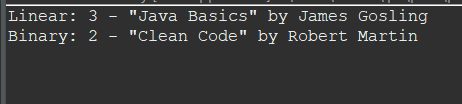 Linear: 3 - "Java Basics" by James Gosling
Binary: 2 - "Clean Code" by Robert Martin